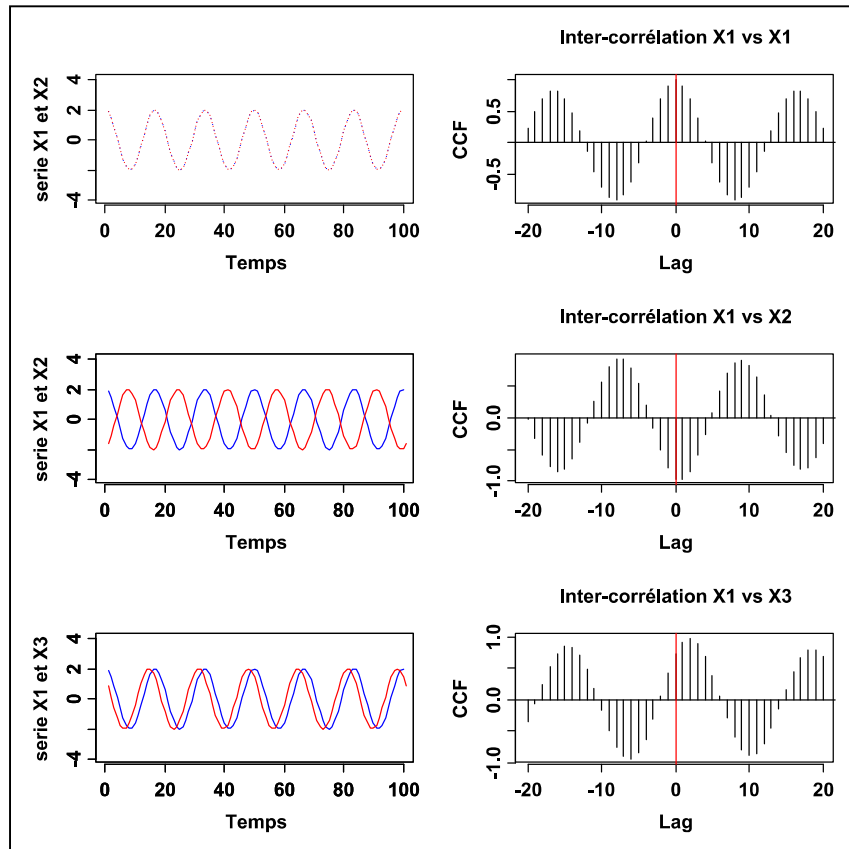 Inter-corrélation X1 vs X1
serie X1 et X2
-4 0 2 4
0 20 40 60 80 100
Temps
CCF
-0.5 0.5
-20 -10 0 10 20
Lag
Inter-corrélation X1 vs X2
serie X1 et X2
-4 0 2 4
0 20 40 60 80 100
Temps
CCF
-1.0 0.0
-20 -10 0 10 20
Lag
Inter-corrélation X1 vs X3
serie X1 et X3
-4 0 2 4
0 20 40 60 80 100
Temps
CCF
-1.0 0.0 1.0
-20 -10 0 10 20
Lag